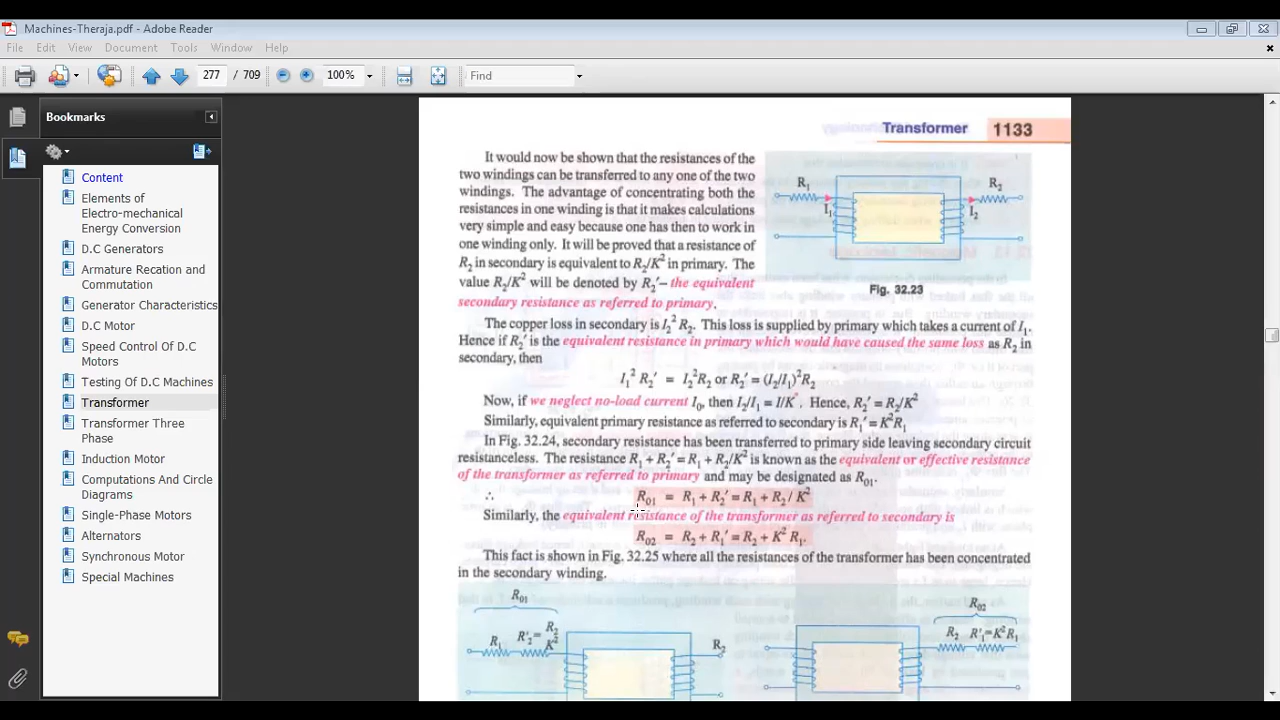 Machines-Theraja.pdf - Adobe Reader
File Edit View Document Tools Window Help
277 / 709 100% Find
Bookmarks
Content
Elements of
Electro-mechanical
Energy Conversion
D.C Generators
Armature Recation and
Commutation
Generator Characteristics
D.C Motor
Speed Control Of D.C
Motors
Testing Of D.C Machines
Transformer
Transformer Three
Phase
Induction Motor
Computations And Circle
Diagrams
Single-Phase Motors
Alternators
Synchronous Motor
Special Machines
Transformer 1133
It would now be shown that the resistances of the
two windings can be transferred to any one of the two
windings. The advantage of concentrating both the
resistances in one winding is that it makes calculations
very simple and easy because one has then to work in
one winding only. It will be proved that a resistance of
R₂ in secondary is equivalent to R₂/K² in primary. The
value R₂/K² will be denoted by R₂′– the equivalent
secondary resistance as referred to primary.
R₁ R₂
I₁ I₂
Fig. 32.23
The copper loss in secondary is I₂² R₂. This loss is supplied by primary which takes a current of I₁.
Hence if R₂′ is the equivalent resistance in primary which would have caused the same loss as R₂ in
secondary, then
I₁² R₂′ = I₂²R₂ or R₂′ = (I₂/I₁)²R₂
Now, if we neglect no-load current I₀, then I₂/I₁ = I/K*. Hence, R₂′ = R₂/K²
Similarly, equivalent primary resistance as referred to secondary is R₁′ = K²R₁
In Fig. 32.24, secondary resistance has been transferred to primary side leaving secondary circuit
resistanceless. The resistance R₁ + R₂′ = R₁ + R₂/K² is known as the equivalent or effective resistance
of the transformer as referred to primary and may be designated as R₀₁.
∴ R₀₁ = R₁ + R₂′ = R₁ + R₂ / K²
Similarly, the equivalent resistance of the transformer as referred to secondary is
R₀₂ = R₂ + R₁′ = R₂ + K² R₁.
This fact is shown in Fig. 32.25 where all the resistances of the transformer has been concentrated
in the secondary winding.
R₀₁
R₁ R′₂ = R₂/K²
R₂
R₀₂
R₂ R′₁=K²R₁